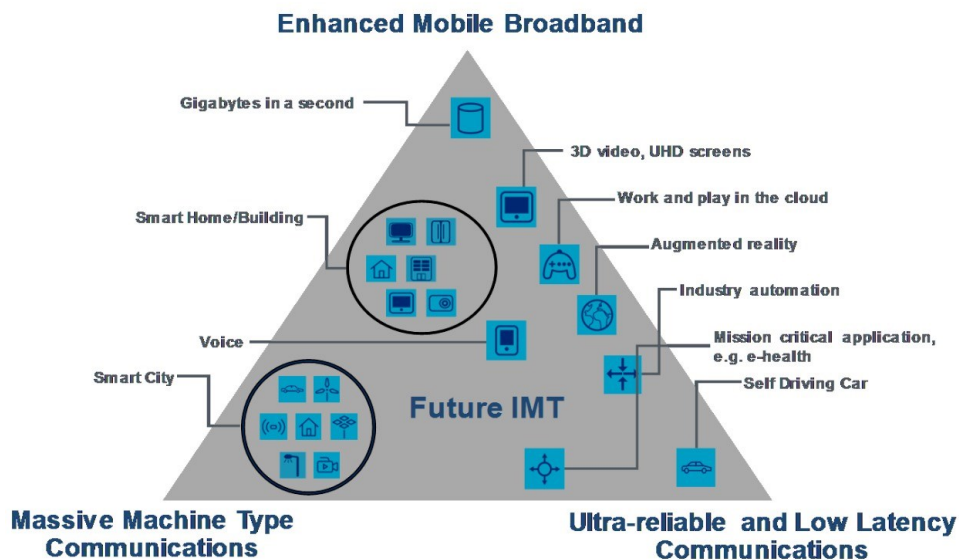 Enhanced Mobile Broadband
Gigabytes in a second
3D video, UHD screens
Work and play in the cloud
Smart Home/Building
Augmented reality
Industry automation
Voice
Mission critical application,
e.g. e-health
Smart City
Self Driving Car
Future IMT
Massive Machine Type
Communications
Ultra-reliable and Low Latency
Communications